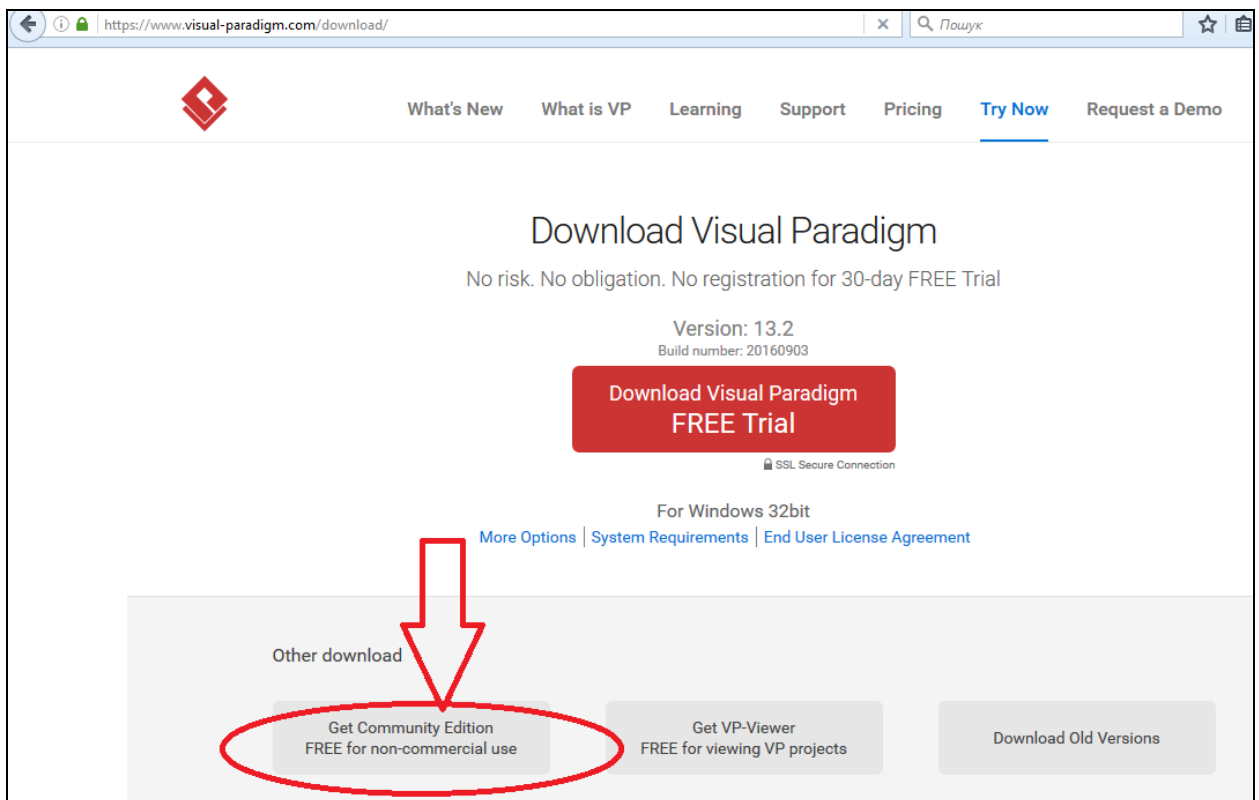 https://www.visual-paradigm.com/download/
Пошук
What's New What is VP Learning Support Pricing Try Now Request a Demo
Download Visual Paradigm
No risk. No obligation. No registration for 30-day FREE Trial
Version: 13.2
Build number: 20160903
Download Visual Paradigm
FREE Trial
SSL Secure Connection
For Windows 32bit
More Options | System Requirements | End User License Agreement
Other download
Get Community Edition
FREE for non-commercial use
Get VP-Viewer
FREE for viewing VP projects
Download Old Versions